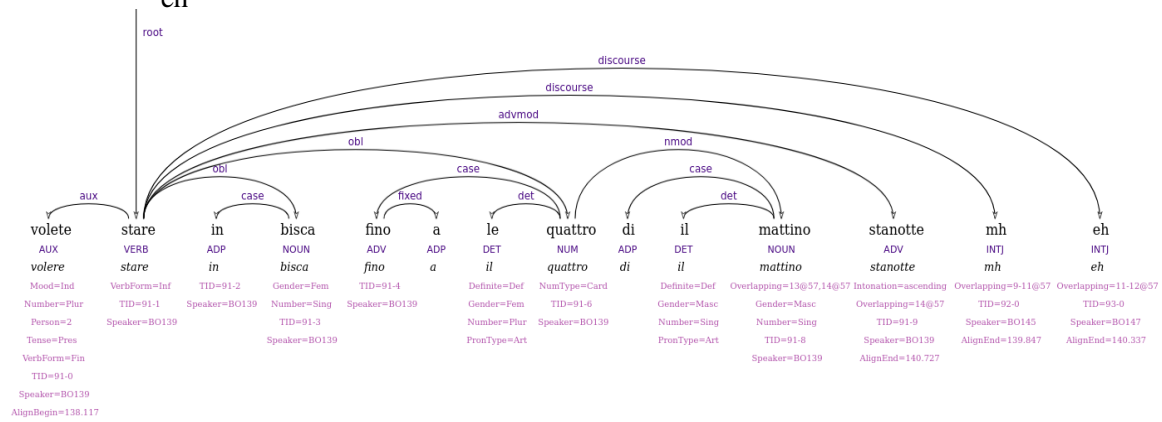 eh
root
discourse
discourse
advmod
obl nmod
obl case case
aux case fixed det det
volete stare in bisca fino a le quattro di il mattino stanotte mh eh
AUX VERB ADP NOUN ADV ADP DET NUM ADP DET NOUN ADV INTJ INTJ
volere stare in bisca fino a il quattro di il mattino stanotte mh eh
Mood=Ind VerbForm=Inf TID=91-2 Gender=Fem TID=91-4 Definite=Def NumType=Card Definite=Def Overlapping=13@57,14@57 Intonation=ascending Overlapping=9-11@57 Overlapping=11-12@57
Number=Plur TID=91-1 Speaker=BO139 Number=Sing Speaker=BO139 Gender=Fem TID=91-6 Gender=Masc Gender=Masc Overlapping=14@57 TID=92-0 TID=93-0
Person=2 Speaker=BO139 TID=91-3 Number=Plur Speaker=BO139 Number=Sing Number=Sing TID=91-9 Speaker=BO145 Speaker=BO147
Tense=Pres Speaker=BO139 PronType=Art PronType=Art TID=91-8 Speaker=BO139 AlignEnd=139.847 AlignEnd=140.337
VerbForm=Fin Speaker=BO139 AlignEnd=140.727
TID=91-0
Speaker=BO139
AlignBegin=138.117